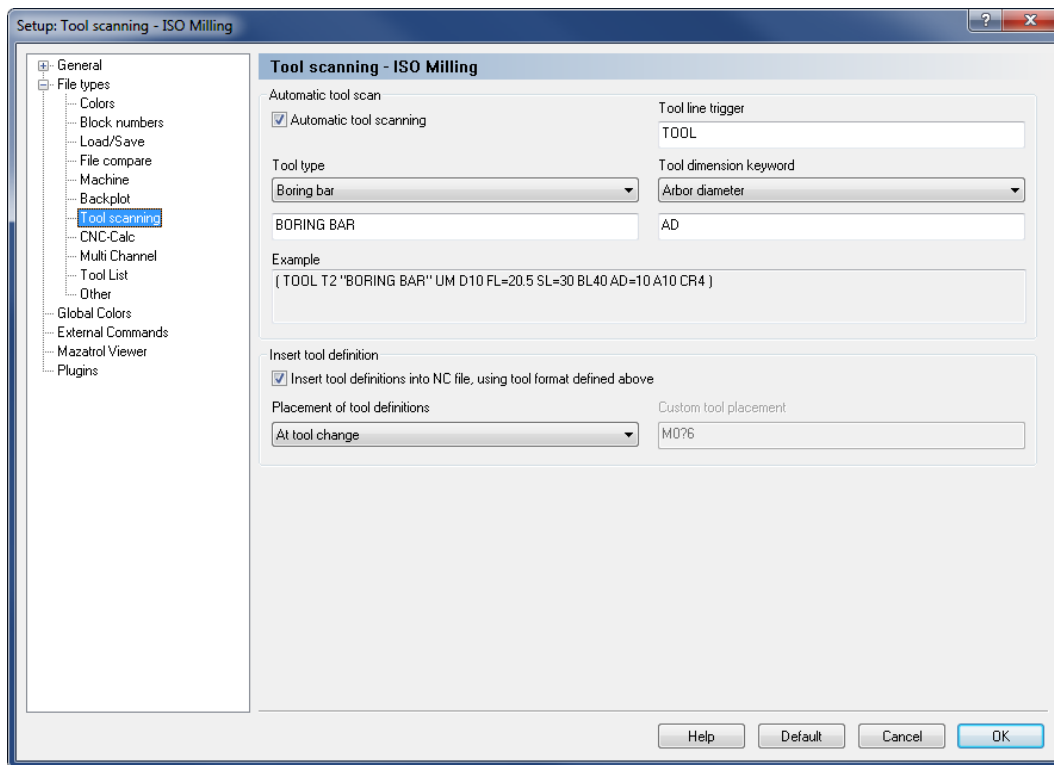 Setup: Tool scanning - ISO Milling
General
File types
Colors
Block numbers
Load/Save
File compare
Machine
Backplot
Tool scanning
CNC-Calc
Multi Channel
Tool List
Other
Global Colors
External Commands
Mazatrol Viewer
Plugins
Tool scanning - ISO Milling
Automatic tool scan
Automatic tool scanning
Tool line trigger
TOOL
Tool type
Tool dimension keyword
Boring bar
Arbor diameter
BORING BAR
AD
Example
( TOOL T2 "BORING BAR" UM D10 FL=20.5 SL=30 BL40 AD=10 A10 CR4 )
Insert tool definition
Insert tool definitions into NC file, using tool format defined above
Placement of tool definitions
Custom tool placement
At tool change
M0?6
Help
Default
Cancel
OK